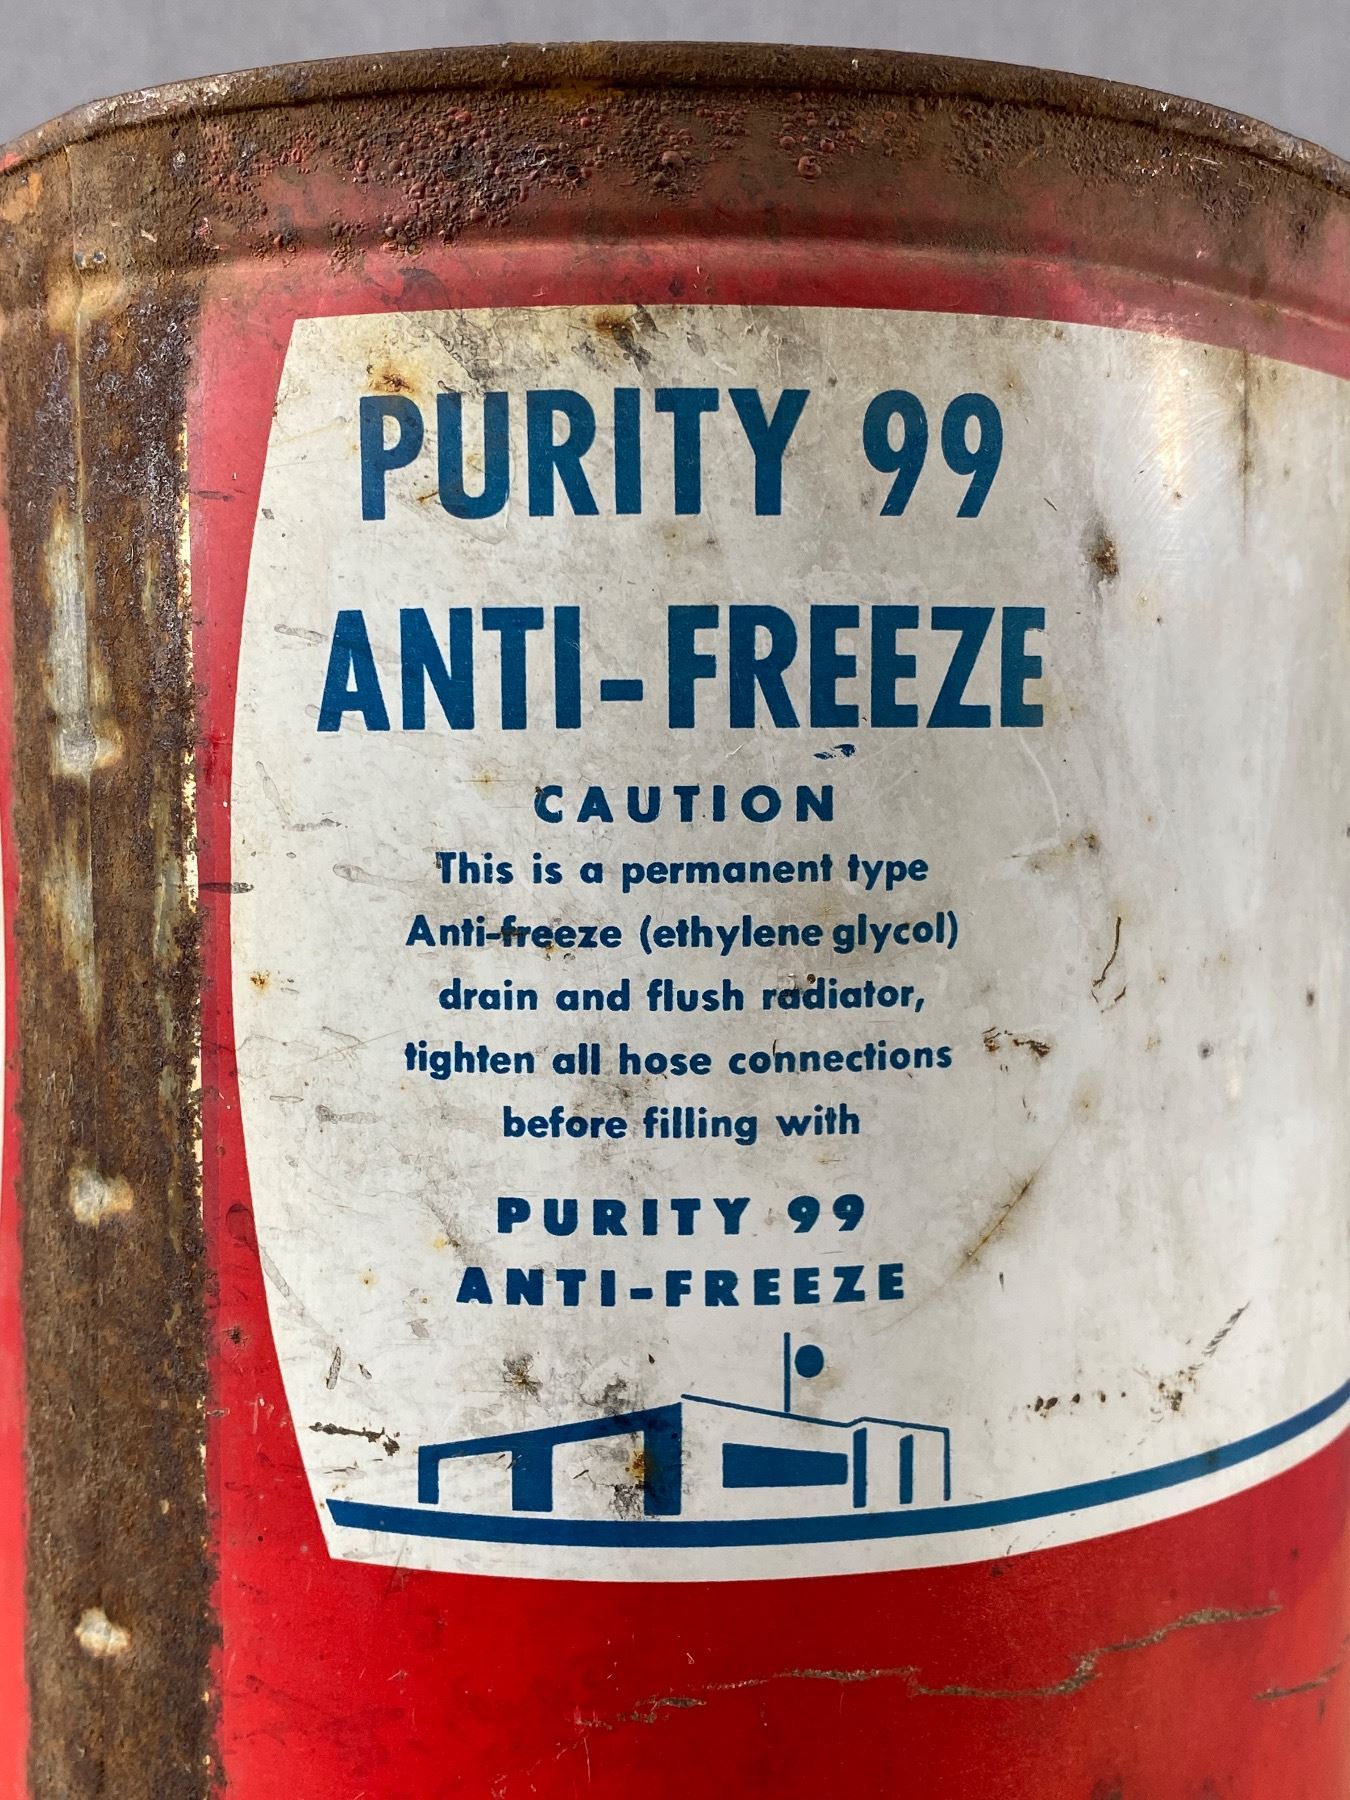 PURITY 99
ANTI-FREEZE
CAUTION
This is a permanent type
Anti-freeze (ethylene glycol)
drain and flush radiator,
tighten all hose connections
before filling with
PURITY 99
ANTI-FREEZE